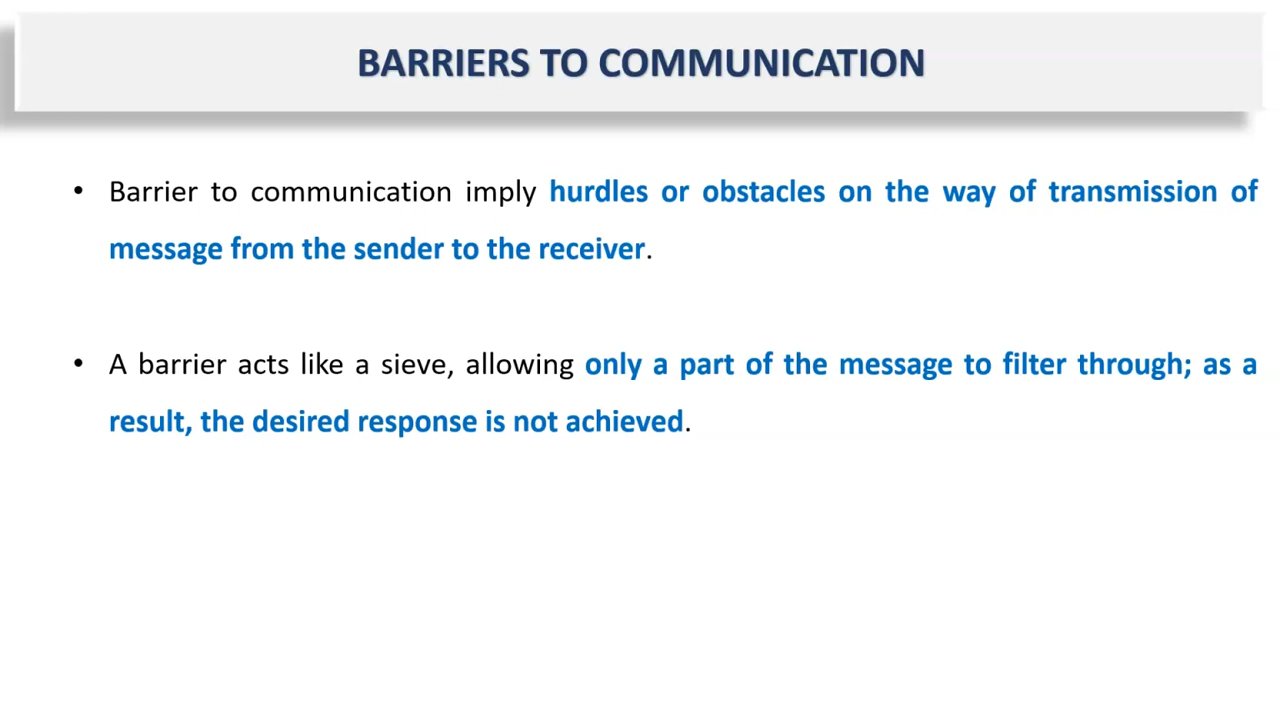 BARRIERS TO COMMUNICATION
• Barrier to communication imply hurdles or obstacles on the way of transmission of
message from the sender to the receiver.
• A barrier acts like a sieve, allowing only a part of the message to filter through; as a
result, the desired response is not achieved.